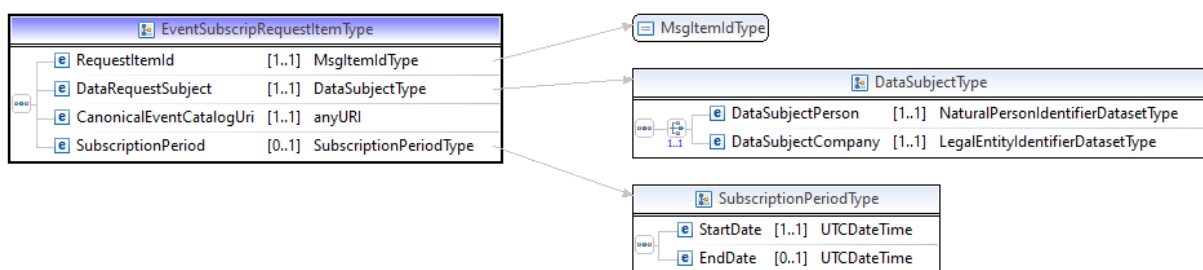 EventSubscripRequestItemType
RequestItemId [1..1] MsgItemIdType
DataRequestSubject [1..1] DataSubjectType
CanonicalEventCatalogUri [1..1] anyURI
SubscriptionPeriod [0..1] SubscriptionPeriodType
MsgItemIdType
DataSubjectType
DataSubjectPerson [1..1] NaturalPersonIdentifierDatasetType
DataSubjectCompany [1..1] LegalEntityIdentifierDatasetType
1..1
SubscriptionPeriodType
StartDate [1..1] UTCDateTime
EndDate [0..1] UTCDateTime